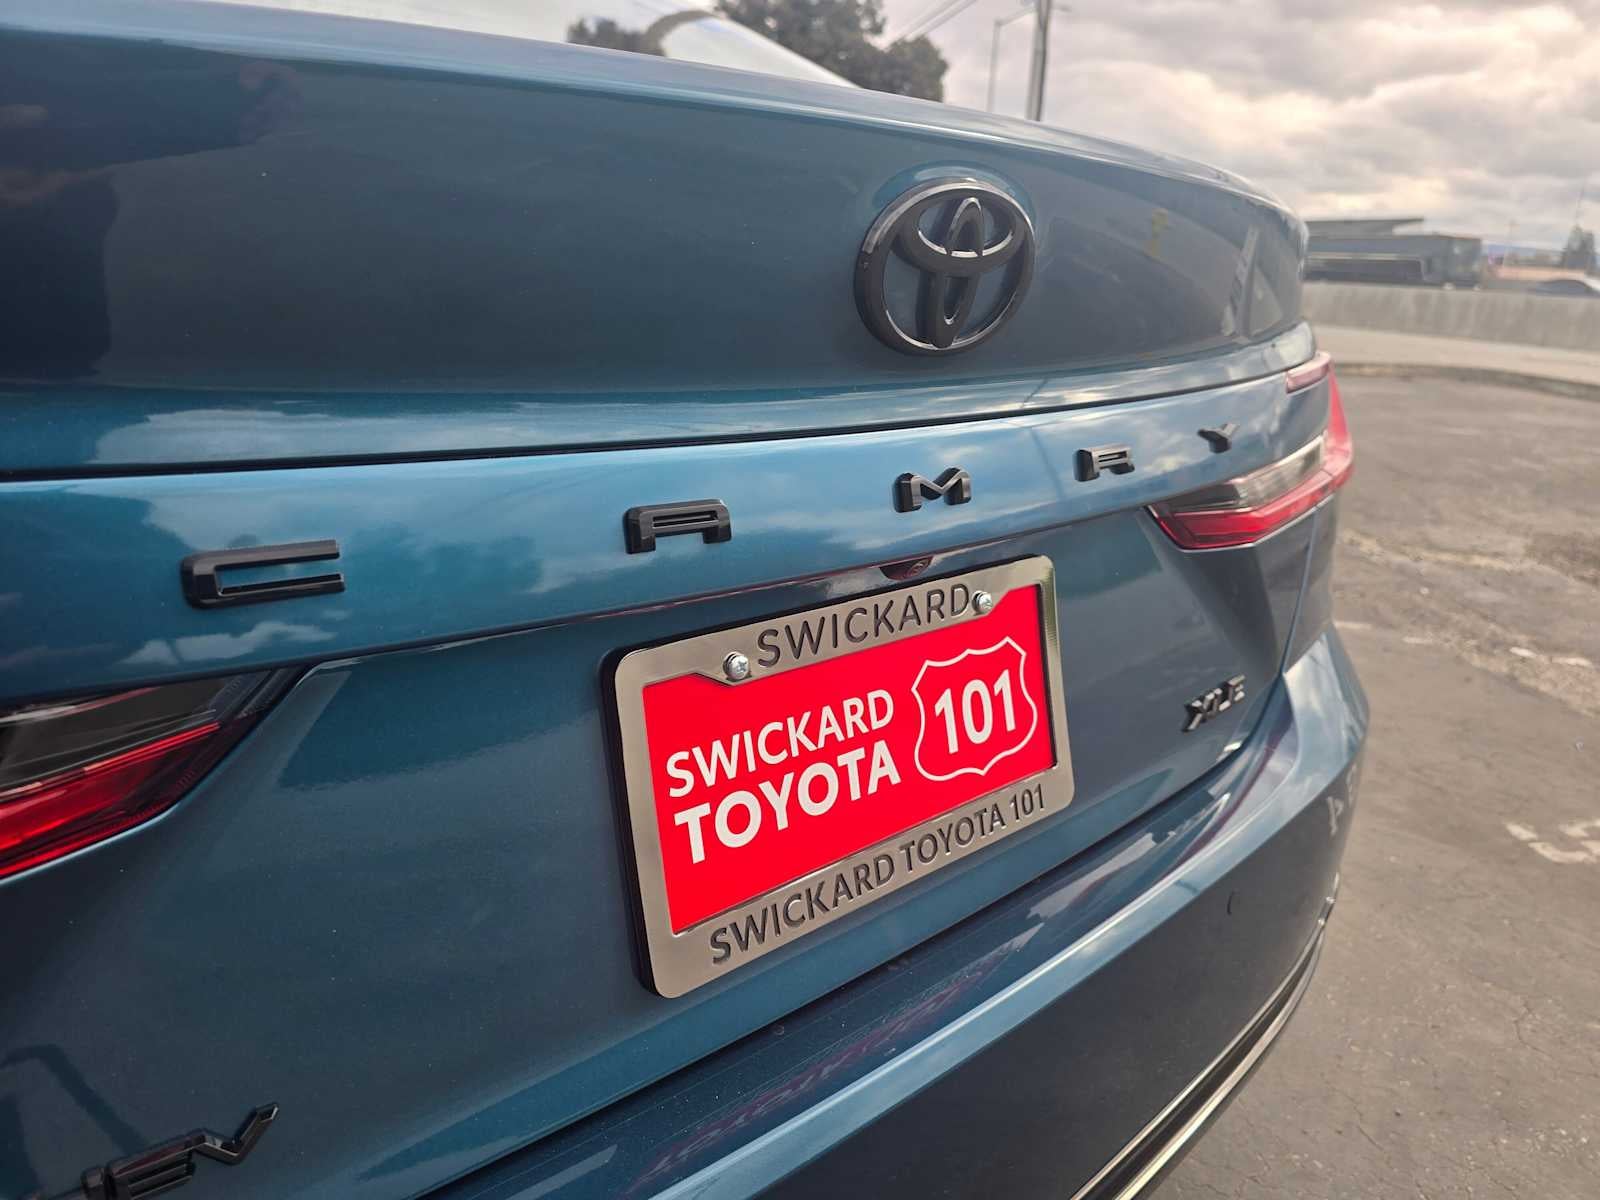 CAMRY
SWICKARD
SWICKARD
TOYOTA
101
SWICKARD TOYOTA 101
XLE